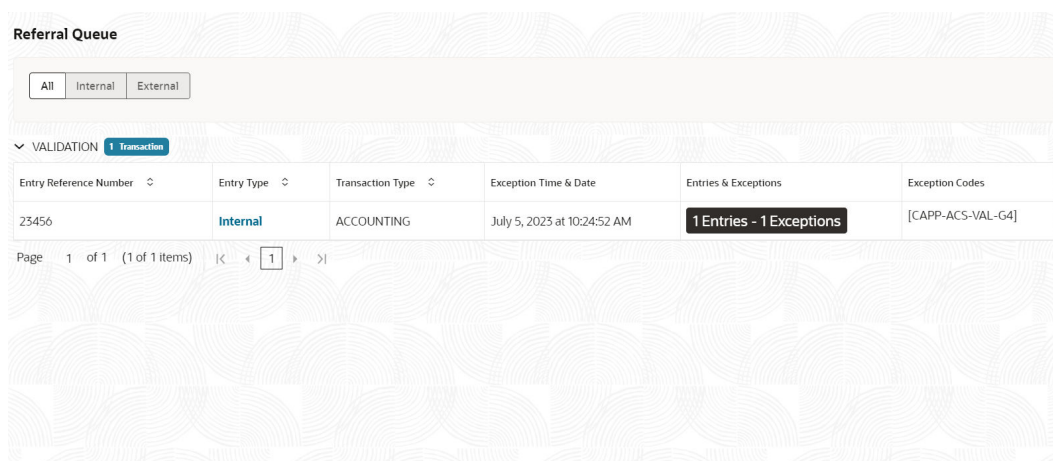 Referral Queue
All Internal External
VALIDATION 1 Transaction
Entry Reference Number Entry Type Transaction Type Exception Time & Date Entries & Exceptions Exception Codes
23456 Internal ACCOUNTING July 5, 2023 at 10:24:52 AM 1 Entries - 1 Exceptions [CAPP-ACS-VAL-G4]
Page 1 of 1 (1 of 1 items) 1